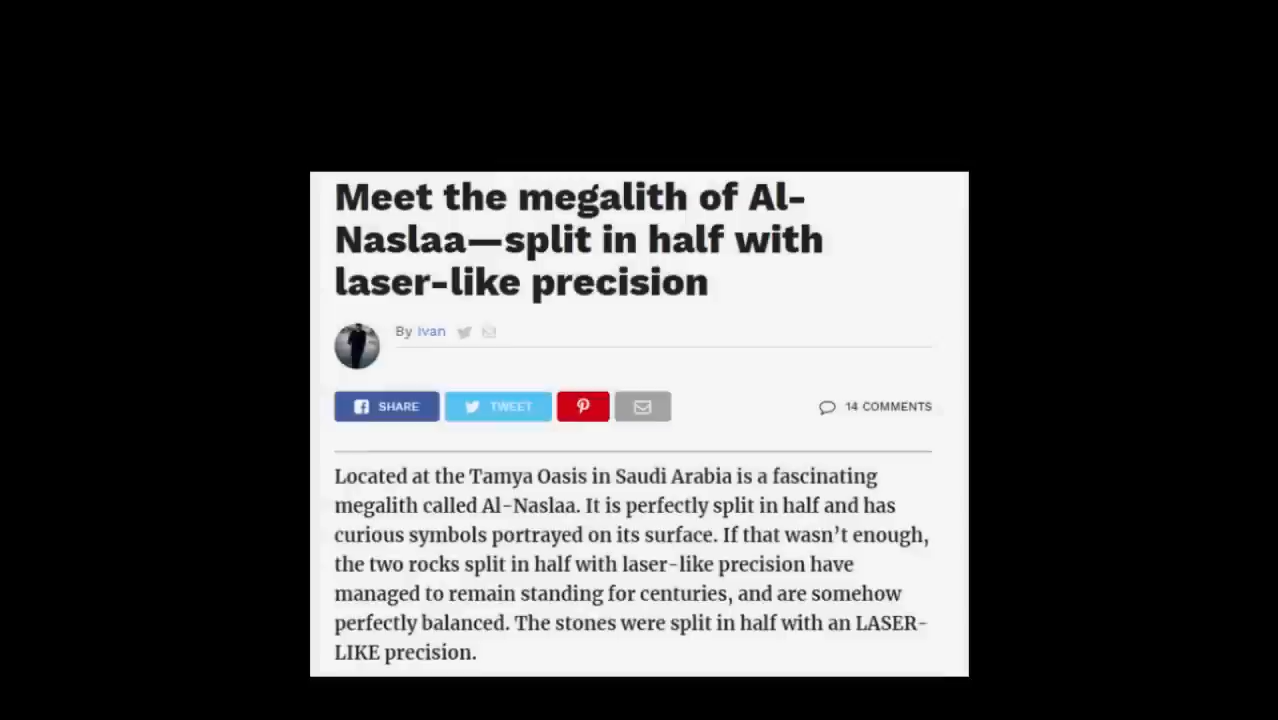 Meet the megalith of Al-
Naslaa—split in half with
laser-like precision
By Ivan
SHARE TWEET 14 COMMENTS
Located at the Tamya Oasis in Saudi Arabia is a fascinating
megalith called Al-Naslaa. It is perfectly split in half and has
curious symbols portrayed on its surface. If that wasn’t enough,
the two rocks split in half with laser-like precision have
managed to remain standing for centuries, and are somehow
perfectly balanced. The stones were split in half with an LASER-
LIKE precision.